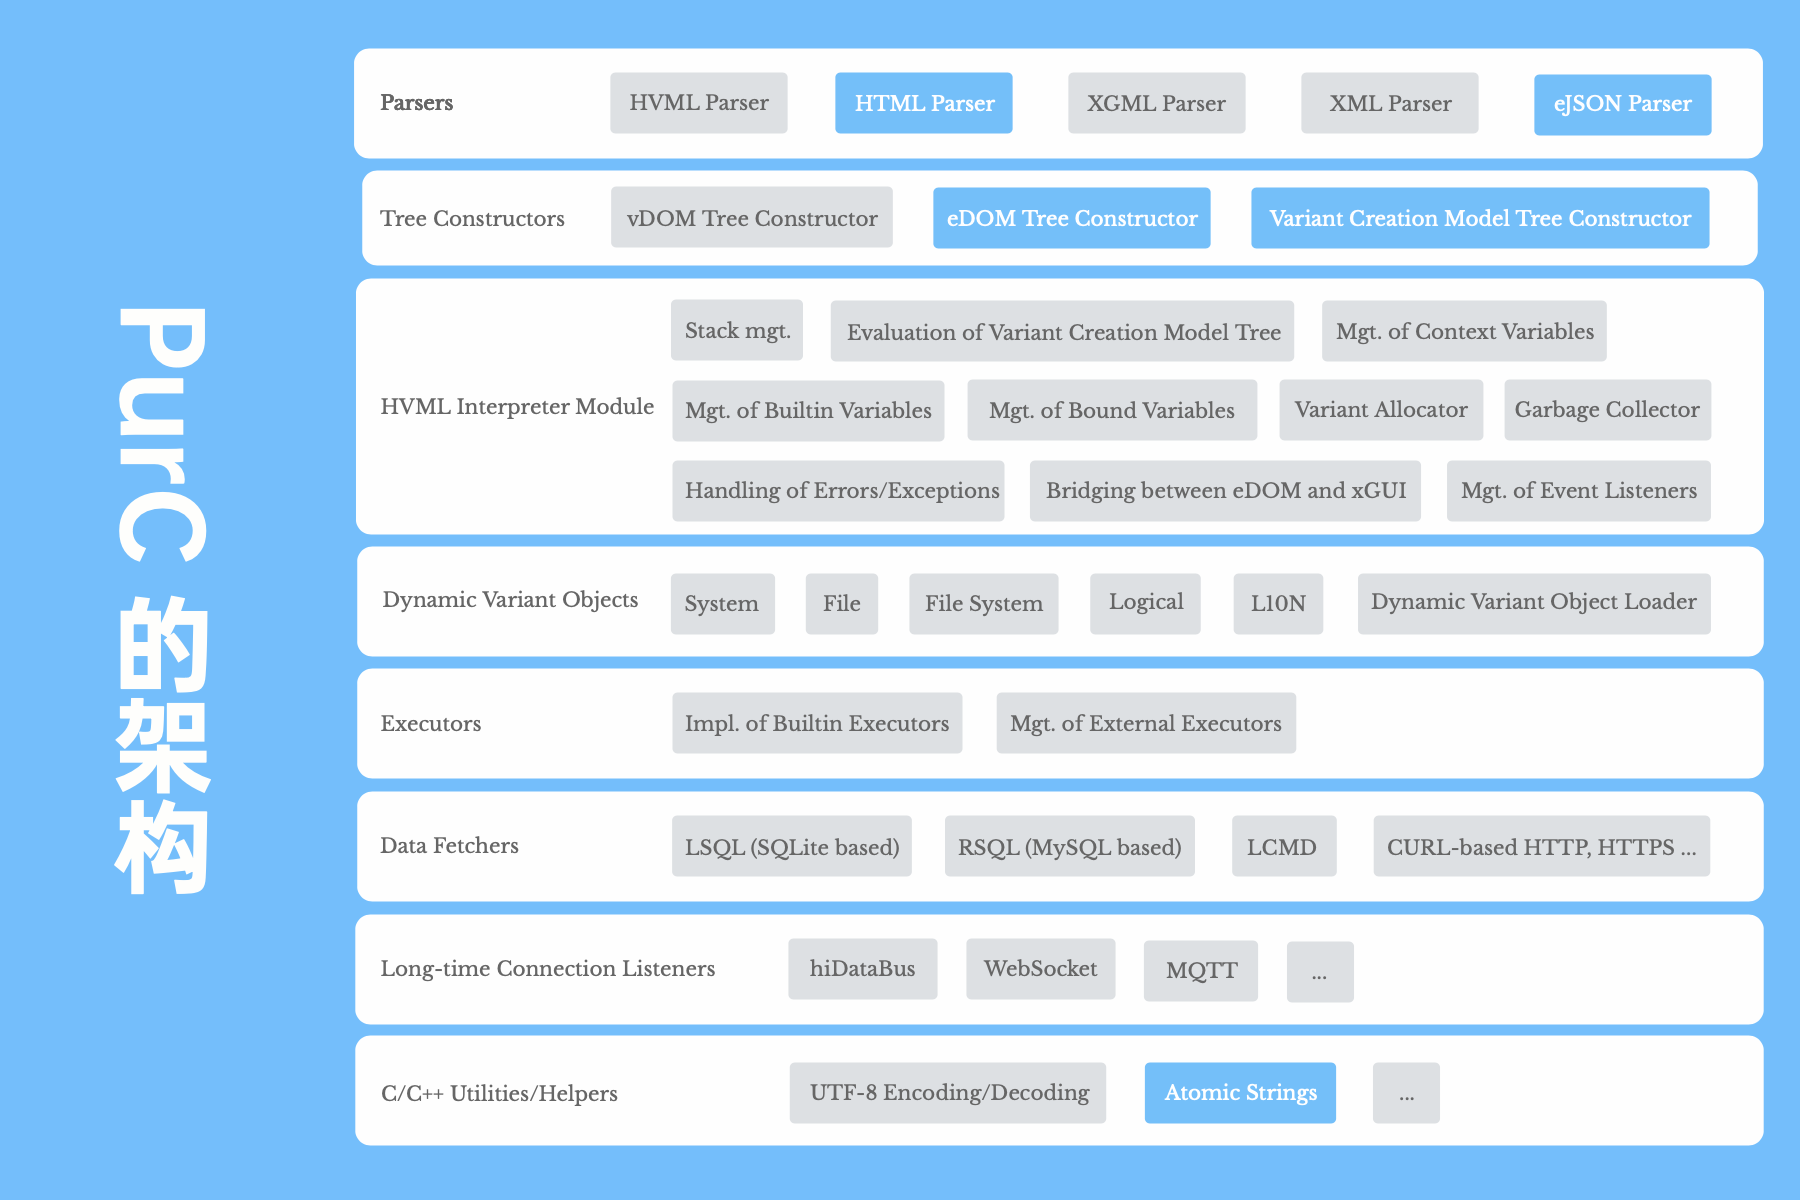 PurC 的架构
Parsers HVML Parser HTML Parser XGML Parser XML Parser eJSON Parser
Tree Constructors vDOM Tree Constructor eDOM Tree Constructor Variant Creation Model Tree Constructor
Stack mgt. Evaluation of Variant Creation Model Tree Mgt. of Context Variables
HVML Interpreter Module Mgt. of Builtin Variables Mgt. of Bound Variables Variant Allocator Garbage Collector
Handling of Errors/Exceptions Bridging between eDOM and xGUI Mgt. of Event Listeners
Dynamic Variant Objects System File File System Logical L10N Dynamic Variant Object Loader
Executors Impl. of Builtin Executors Mgt. of External Executors
Data Fetchers LSQL (SQLite based) RSQL (MySQL based) LCMD CURL-based HTTP, HTTPS ...
Long-time Connection Listeners hiDataBus WebSocket MQTT ...
C/C++ Utilities/Helpers UTF-8 Encoding/Decoding Atomic Strings ...